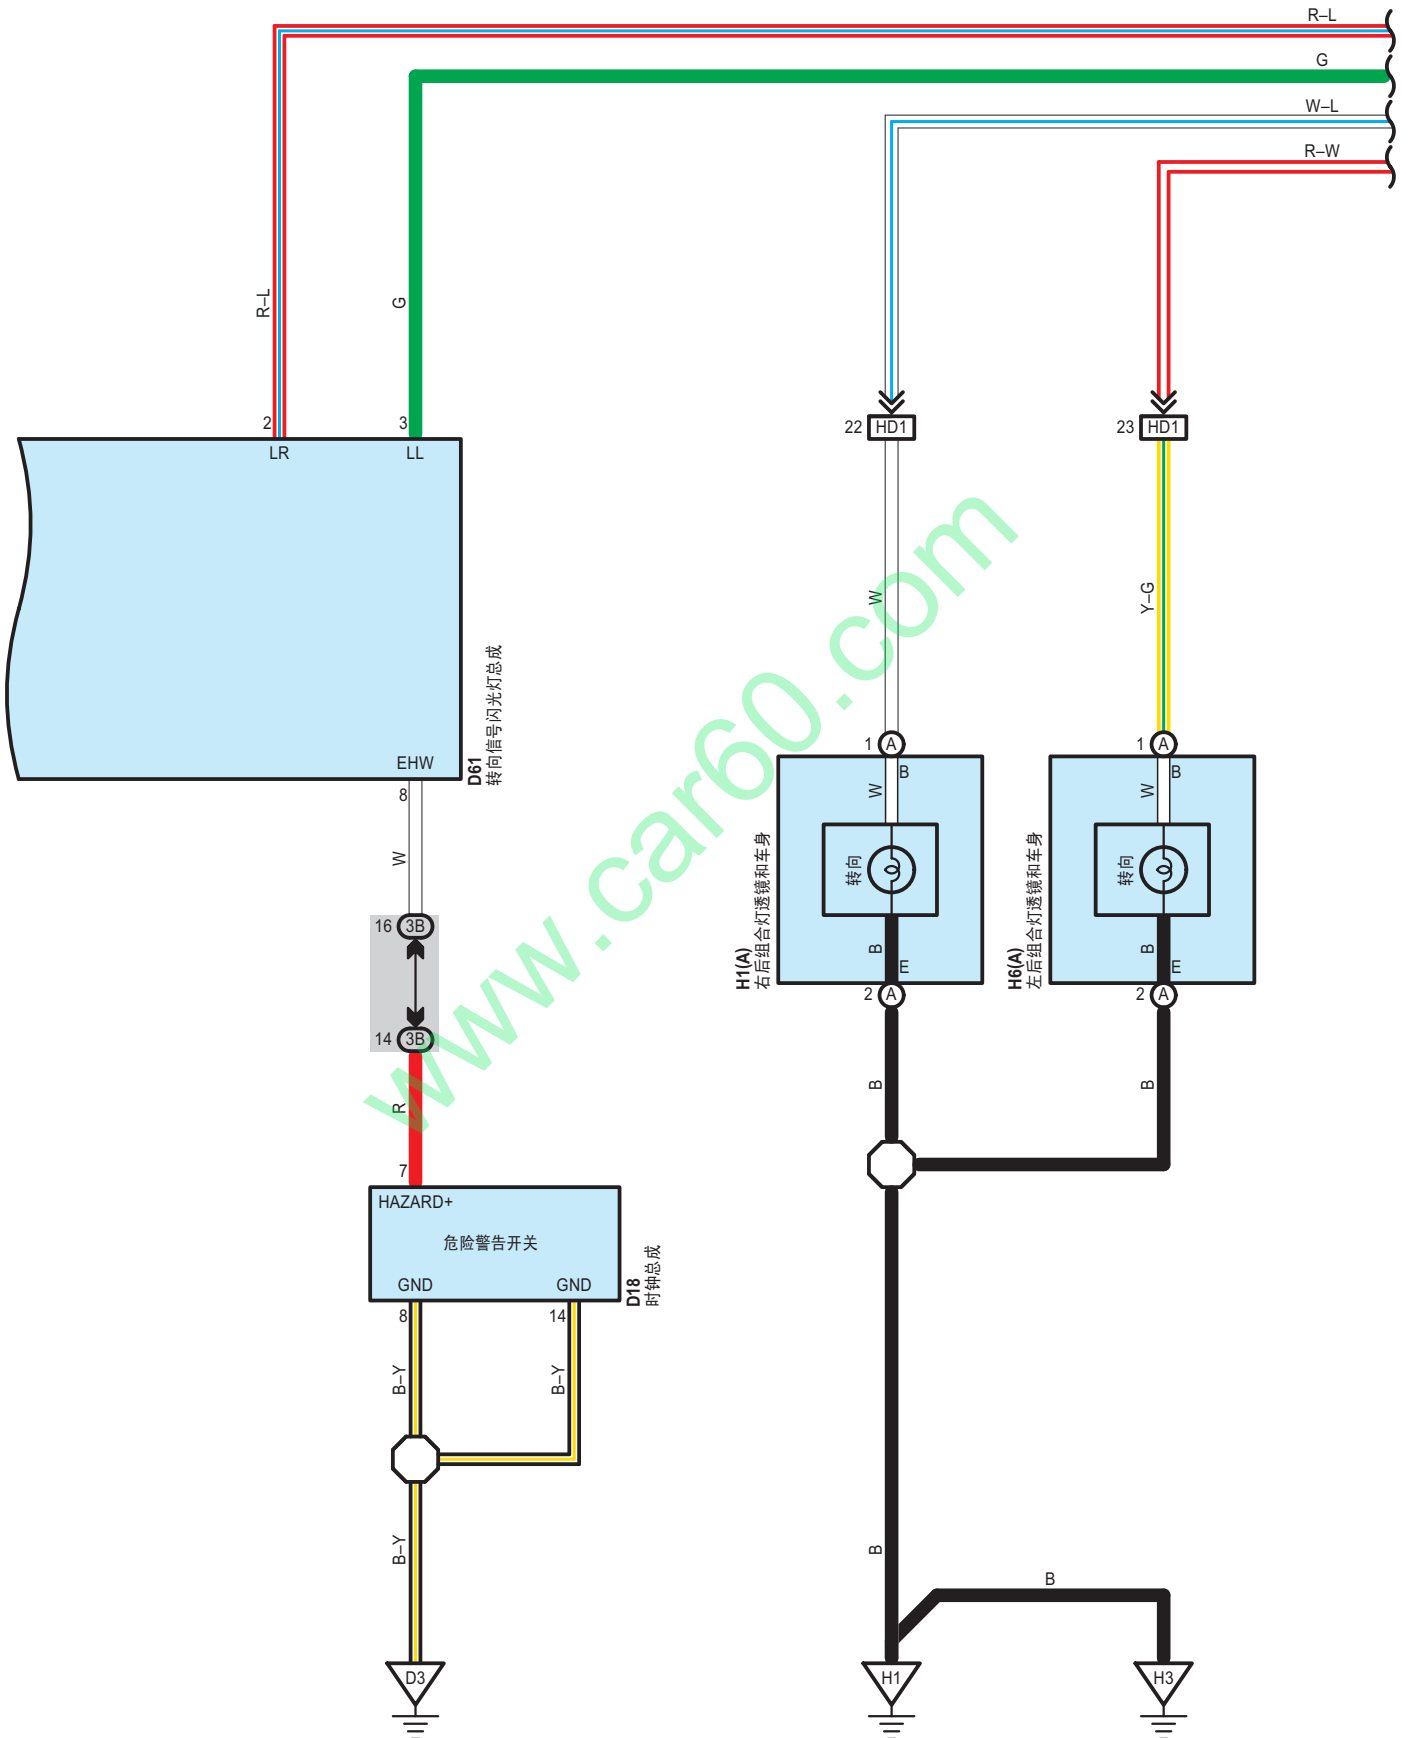 R–L
G
W–L
R–W
R–L
G
2
3
22 HD1
23 HD1
LR
LL
W
Y–G
D61
转向信号闪光灯总成
EHW
8
W
1 A
1 A
B
B
W
W
转向
转向
B
B
E
E
H1(A)
右后组合灯透镜和车身
H6(A)
左后组合灯透镜和车身
2 A
2 A
16 3B
14 3B
R
B
B
7
HAZARD+
危险警告开关
GND
GND
D18
时钟总成
8
14
B–Y
B–Y
B–Y
B
B
D3
H1
H3
www.car60.com